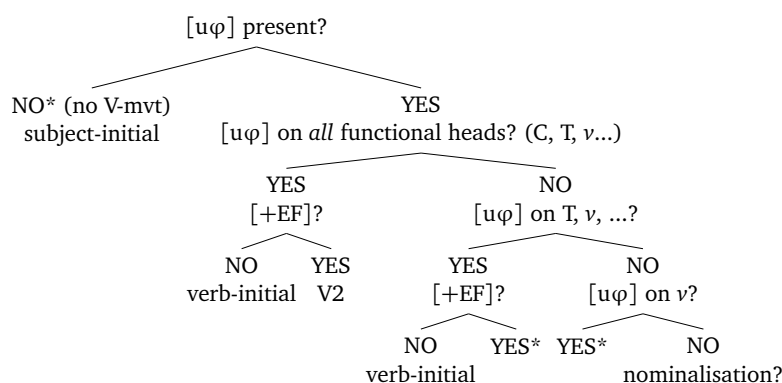 [uφ] present?
NO* (no V-mvt) YES
subject-initial [uφ] on all functional heads? (C, T, v...)
YES NO
[+EF]? [uφ] on T, v, ...?
NO YES YES NO
verb-initial V2 [+EF]? [uφ] on v?
NO YES* YES* NO
verb-initial nominalisation?